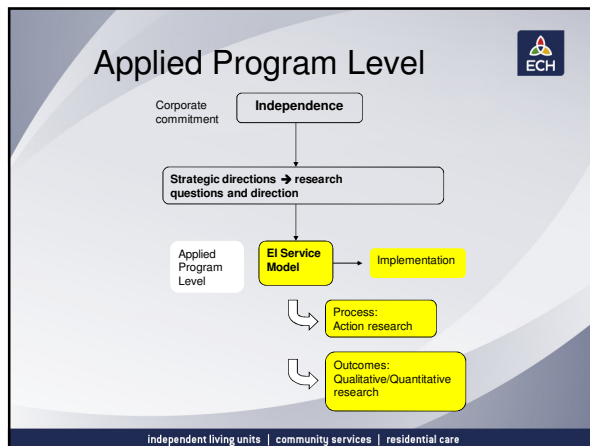 Applied Program Level
ECH
Corporate
commitment
Independence
Strategic directions ➔ research
questions and direction
Applied
Program
Level
EI Service
Model
Implementation
Process:
Action research
Outcomes:
Qualitative/Quantitative
research
independent living units | community services | residential care